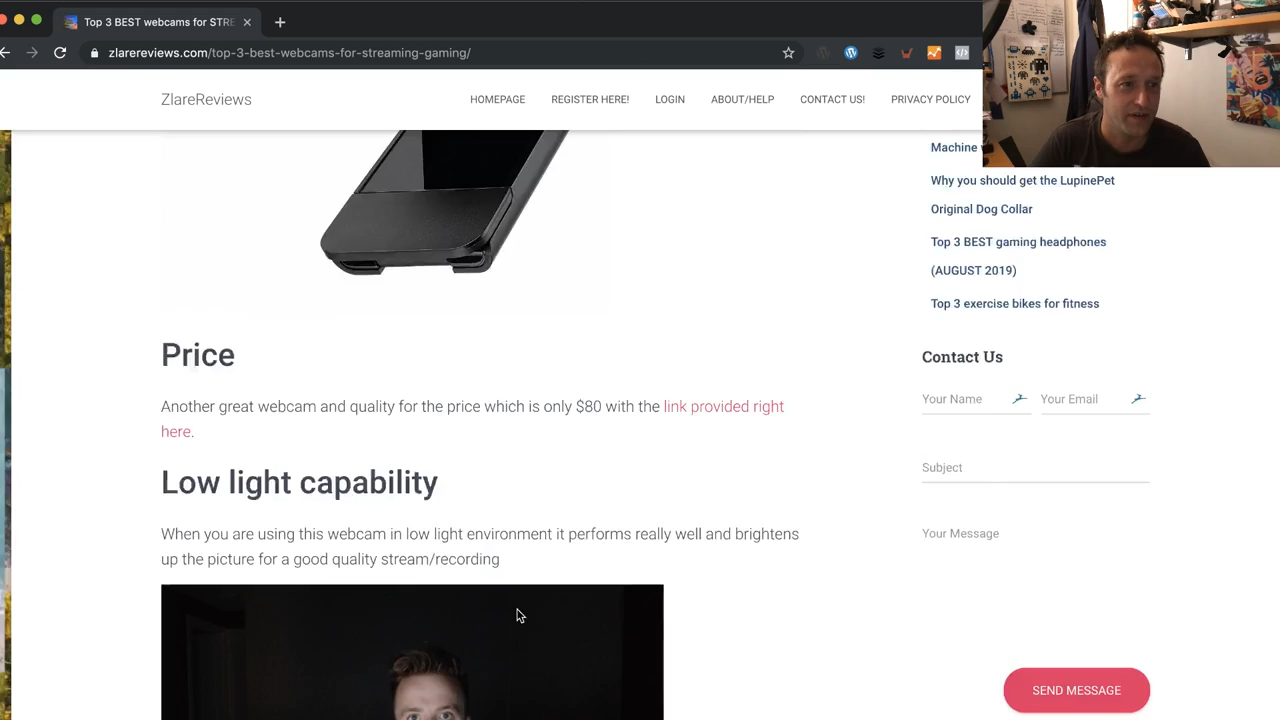 Top 3 BEST webcams for STRE
zlarereviews.com/top-3-best-webcams-for-streaming-gaming/
ZlareReviews
HOMEPAGE REGISTER HERE! LOGIN ABOUT/HELP CONTACT US! PRIVACY POLICY
Machine
Why you should get the LupinePet
Original Dog Collar
Top 3 BEST gaming headphones
(AUGUST 2019)
Top 3 exercise bikes for fitness
Price
Another great webcam and quality for the price which is only $80 with the link provided right
here.
Low light capability
When you are using this webcam in low light environment it performs really well and brightens
up the picture for a good quality stream/recording
Contact Us
Your Name Your Email
Subject
Your Message
SEND MESSAGE